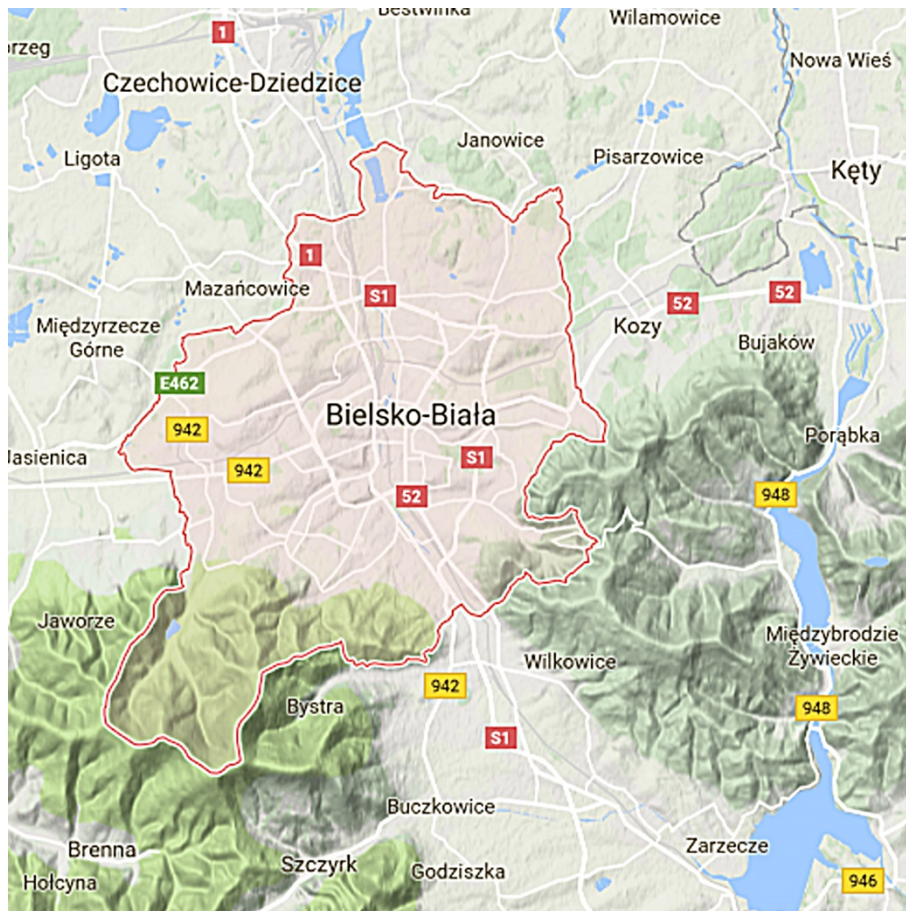 Bestwinka
Wilamowice
1
orzeg
Nowa Wieś
Czechowice-Dziedzice
Janowice
Ligota
Pisarzowice
Kęty
1
Mazańcowice
S1
52
52
Międzyrzecze
Górne
Kozy
Bujaków
E462
Bielsko-Biała
942
Porąbka
Jasienica
S1
942
52
948
Jaworze
Międzybrodzie
Żywieckie
Wilkowice
942
Bystra
948
S1
Buczkowice
Zarzecze
Brenna
Szczyrk
Godziszka
Hołcyna
946